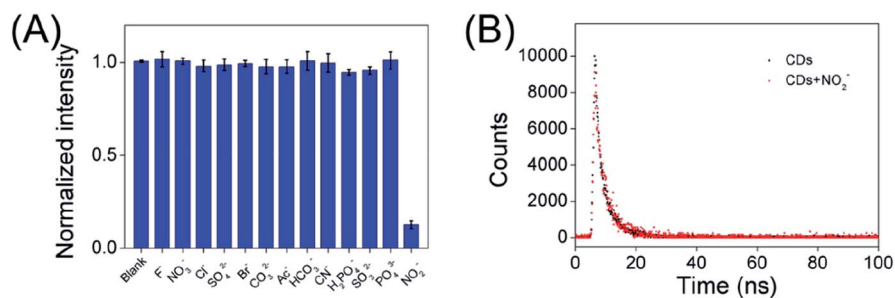 (A)
Normalized intensity
1.0
0.5
0.0
Blank
F⁻
NO₃⁻
Cl⁻
SO₄²⁻
Br⁻
CO₃²⁻
Ac⁻
HCO₃⁻
CN⁻
H₂PO₄⁻
SO₃²⁻
PO₄³⁻
NO₂⁻
(B)
Counts
10000
8000
6000
4000
2000
0
CDs
CDs+NO₂⁻
0
20
40
60
80
100
Time (ns)